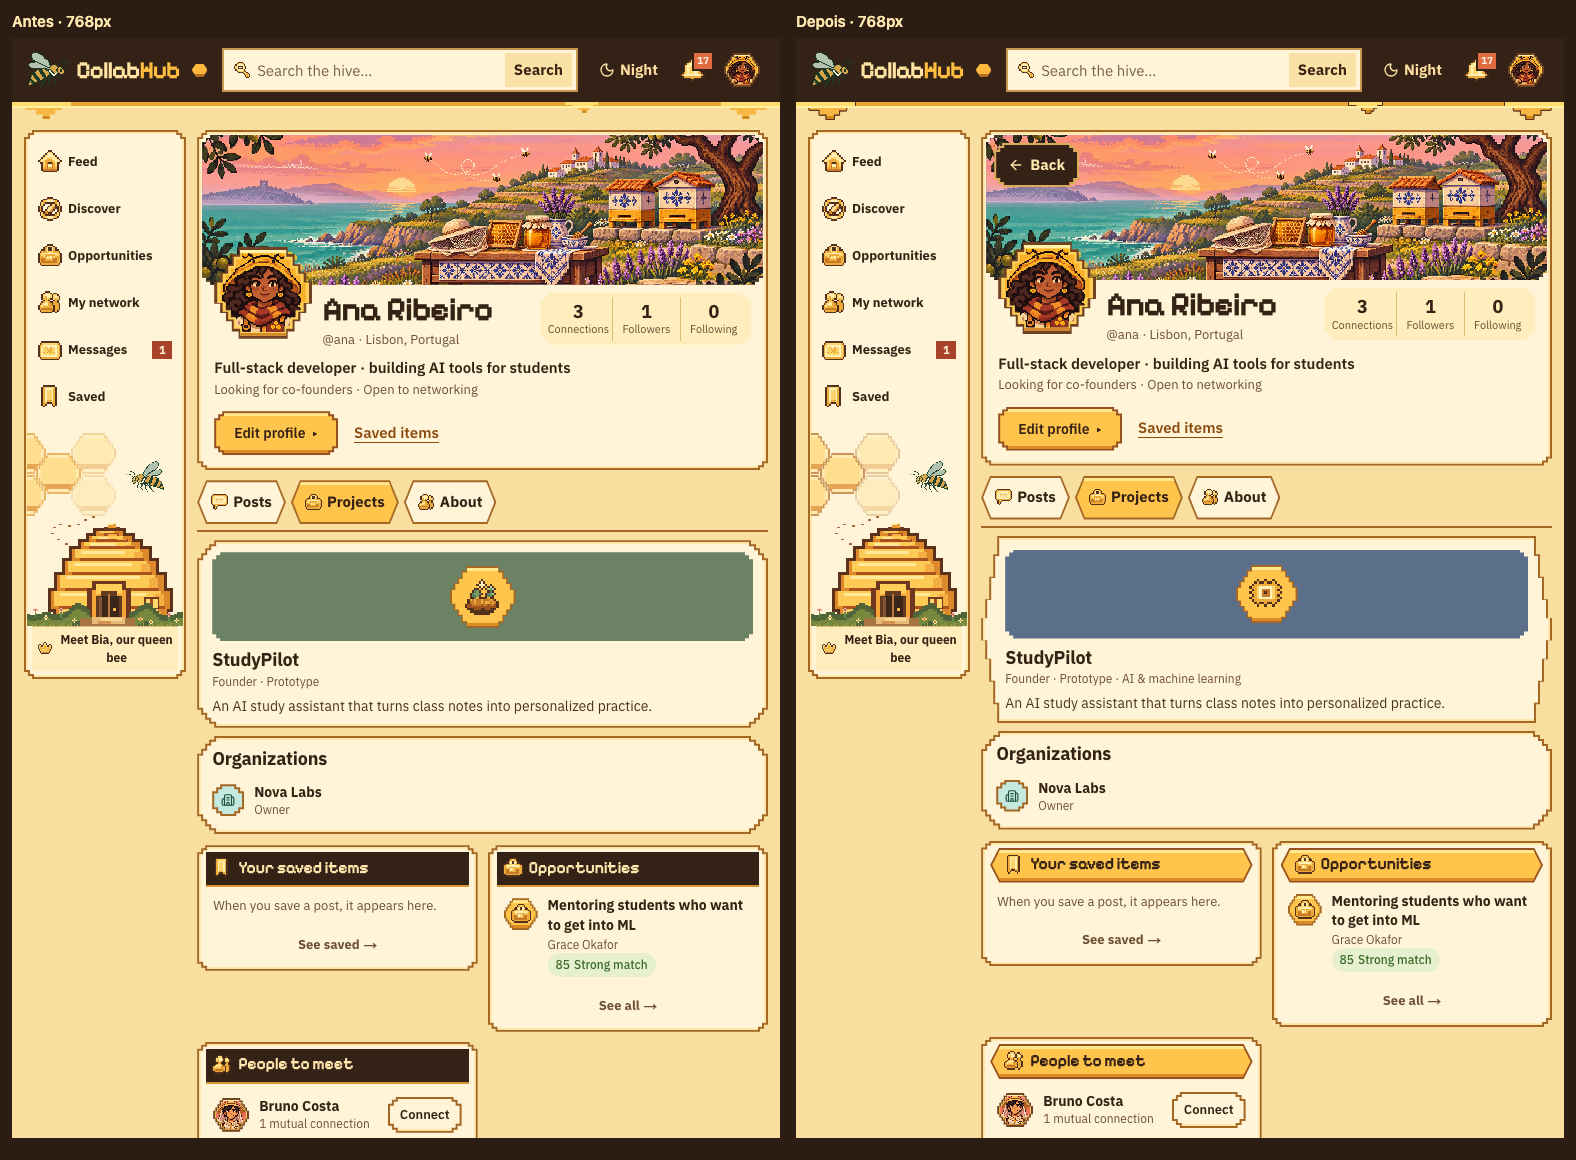 Antes · 768px
CollabHub
Search the hive...
Search
Night
17
Feed
Discover
Opportunities
My network
Messages
1
Saved
Meet Bia, our queen
bee
Ana Ribeiro
@ana · Lisbon, Portugal
3
Connections
1
Followers
0
Following
Full-stack developer · building AI tools for students
Looking for co-founders · Open to networking
Edit profile
Saved items
Posts
Projects
About
StudyPilot
Founder · Prototype
An AI study assistant that turns class notes into personalized practice.
Organizations
Nova Labs
Owner
Your saved items
When you save a post, it appears here.
See saved →
Opportunities
Mentoring students who want
to get into ML
Grace Okafor
85 Strong match
See all →
People to meet
Bruno Costa
1 mutual connection
Connect
Depois · 768px
CollabHub
Search the hive...
Search
Night
17
Feed
Discover
Opportunities
My network
Messages
1
Saved
Meet Bia, our queen
bee
← Back
Ana Ribeiro
@ana · Lisbon, Portugal
3
Connections
1
Followers
0
Following
Full-stack developer · building AI tools for students
Looking for co-founders · Open to networking
Edit profile
Saved items
Posts
Projects
About
StudyPilot
Founder · Prototype · AI & machine learning
An AI study assistant that turns class notes into personalized practice.
Organizations
Nova Labs
Owner
Your saved items
When you save a post, it appears here.
See saved →
Opportunities
Mentoring students who want
to get into ML
Grace Okafor
85 Strong match
See all →
People to meet
Bruno Costa
1 mutual connection
Connect